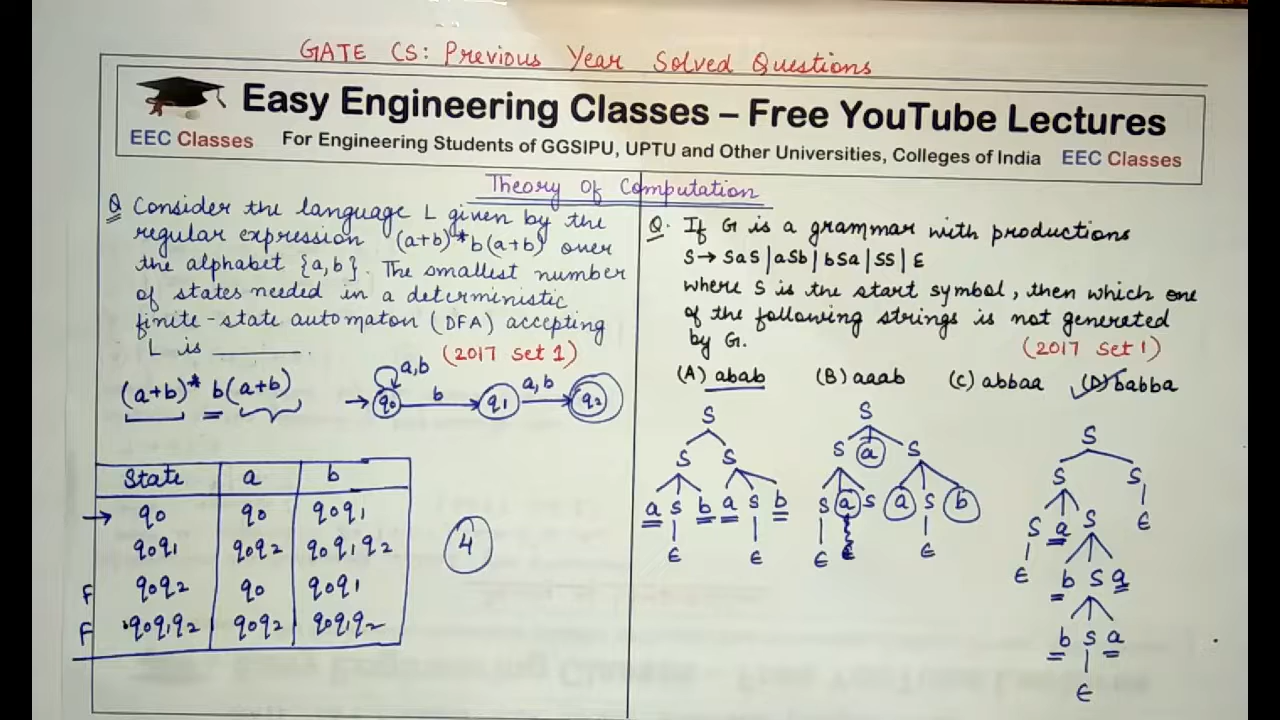 GATE CS: Previous Year Solved Questions
Easy Engineering Classes – Free YouTube Lectures
EEC Classes For Engineering Students of GGSIPU, UPTU and Other Universities, Colleges of India EEC Classes
Theory Of Computation
Q Consider the language L given by the
regular expression (a+b)*b(a+b) over
the alphabet {a,b}. The smallest number
of states needed in a deterministic
finite-state automaton (DFA) accepting
L is ______.
(2017 set 1)
(a+b)* b(a+b)
a,b
q0 b q1 a,b q2
State a b
→ q0 q0 q0q1
q0q1 q0q2 q0q1q2
F q0q2 q0 q0q1
F q0q1q2 q0q2 q0q1q2
4
Q. If G is a grammar with productions
S→ SaS | aSb | bSa | SS | ε
where S is the start symbol, then which one
of the following strings is not generated
by G.
(2017 set 1)
(A) abab (B) aaab (C) abbaa (D) babba
S
S S
a S b a S b
ε ε
S
S a S
S a S a S b
ε ε ε
S
S S
S a S ε
ε b S a
b S a
ε